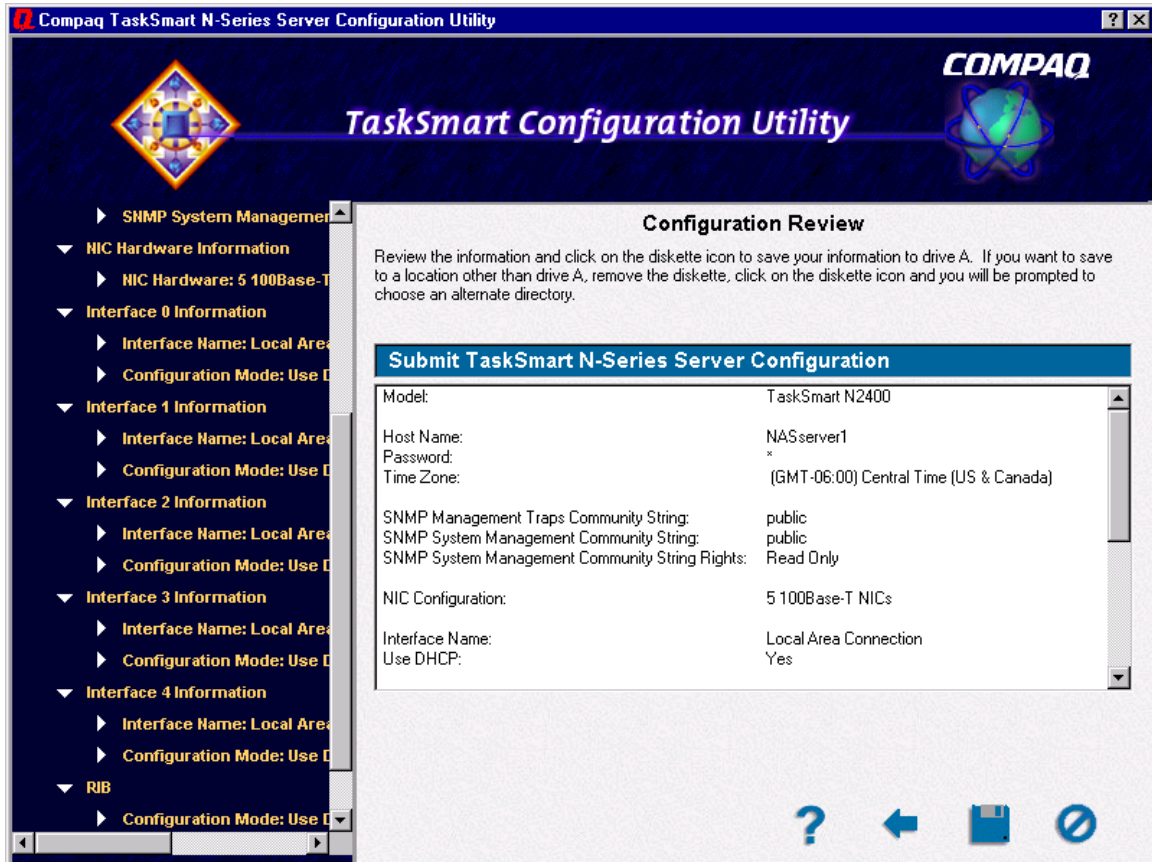 Compaq TaskSmart N-Series Server Configuration Utility
COMPAQ
TaskSmart Configuration Utility
SNMP System Managemen
NIC Hardware Information
NIC Hardware: 5 100Base-T
Interface 0 Information
Interface Name: Local Area
Configuration Mode: Use D
Interface 1 Information
Interface Name: Local Area
Configuration Mode: Use D
Interface 2 Information
Interface Name: Local Area
Configuration Mode: Use D
Interface 3 Information
Interface Name: Local Area
Configuration Mode: Use D
Interface 4 Information
Interface Name: Local Area
Configuration Mode: Use D
RIB
Configuration Mode: Use D
Configuration Review
Review the information and click on the diskette icon to save your information to drive A. If you want to save
to a location other than drive A, remove the diskette, click on the diskette icon and you will be prompted to
choose an alternate directory.
Submit TaskSmart N-Series Server Configuration
Model: TaskSmart N2400
Host Name: NASserver1
Password: *
Time Zone: (GMT-06:00) Central Time (US & Canada)
SNMP Management Traps Community String: public
SNMP System Management Community String: public
SNMP System Management Community String Rights: Read Only
NIC Configuration: 5 100Base-T NICs
Interface Name: Local Area Connection
Use DHCP: Yes